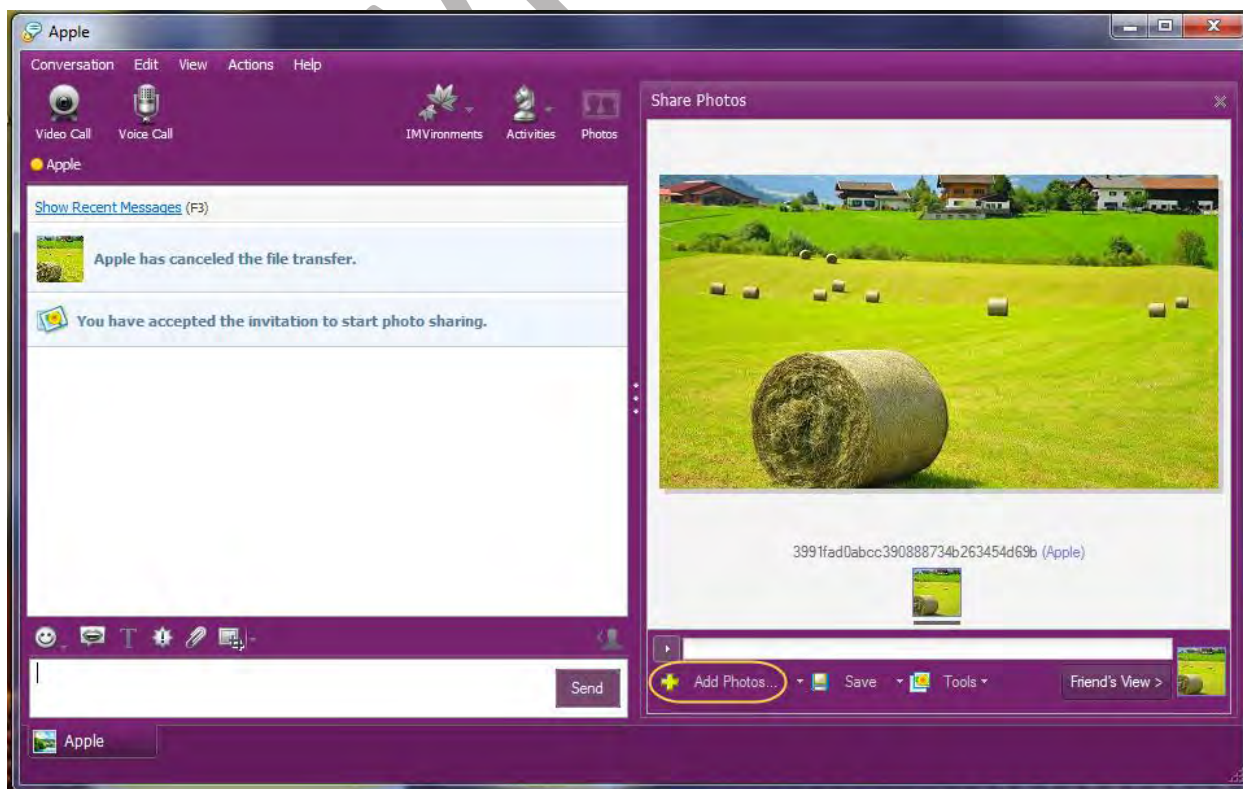 Apple
Conversation Edit View Actions Help
Video Call Voice Call IMVironments Activities Photos
Apple
Show Recent Messages (F3)
Apple has canceled the file transfer.
You have accepted the invitation to start photo sharing.
Send
Apple
Share Photos
3991fad0abcc390888734b263454d69b (Apple)
Add Photos... Save Tools Friend's View >